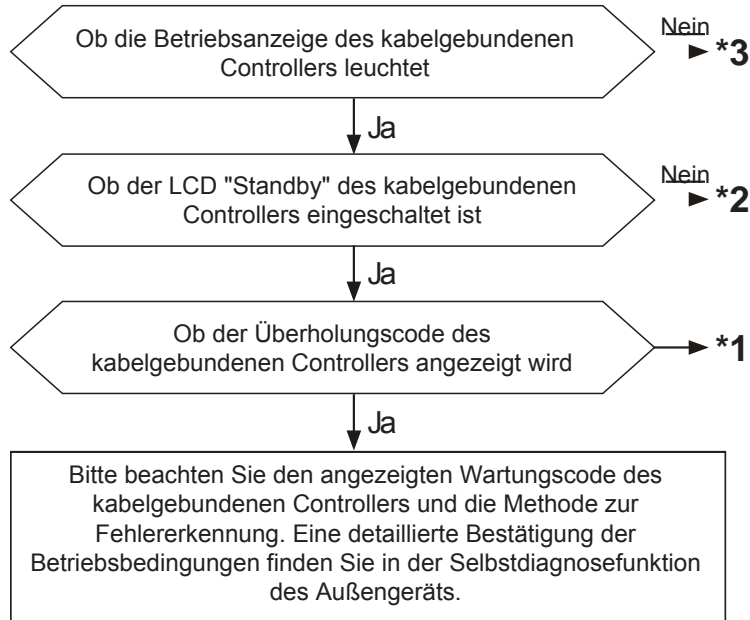 Ob die Betriebsanzeige des kabelgebundenen
Controllers leuchtet
Nein
*3
Ja
Ob der LCD "Standby" des kabelgebundenen
Controllers eingeschaltet ist
Nein
*2
Ja
Ob der Überholungscode des
kabelgebundenen Controllers angezeigt wird
*1
Ja
Bitte beachten Sie den angezeigten Wartungscode des
kabelgebundenen Controllers und die Methode zur
Fehlererkennung. Eine detaillierte Bestätigung der
Betriebsbedingungen finden Sie in der Selbstdiagnosefunktion
des Außengeräts.